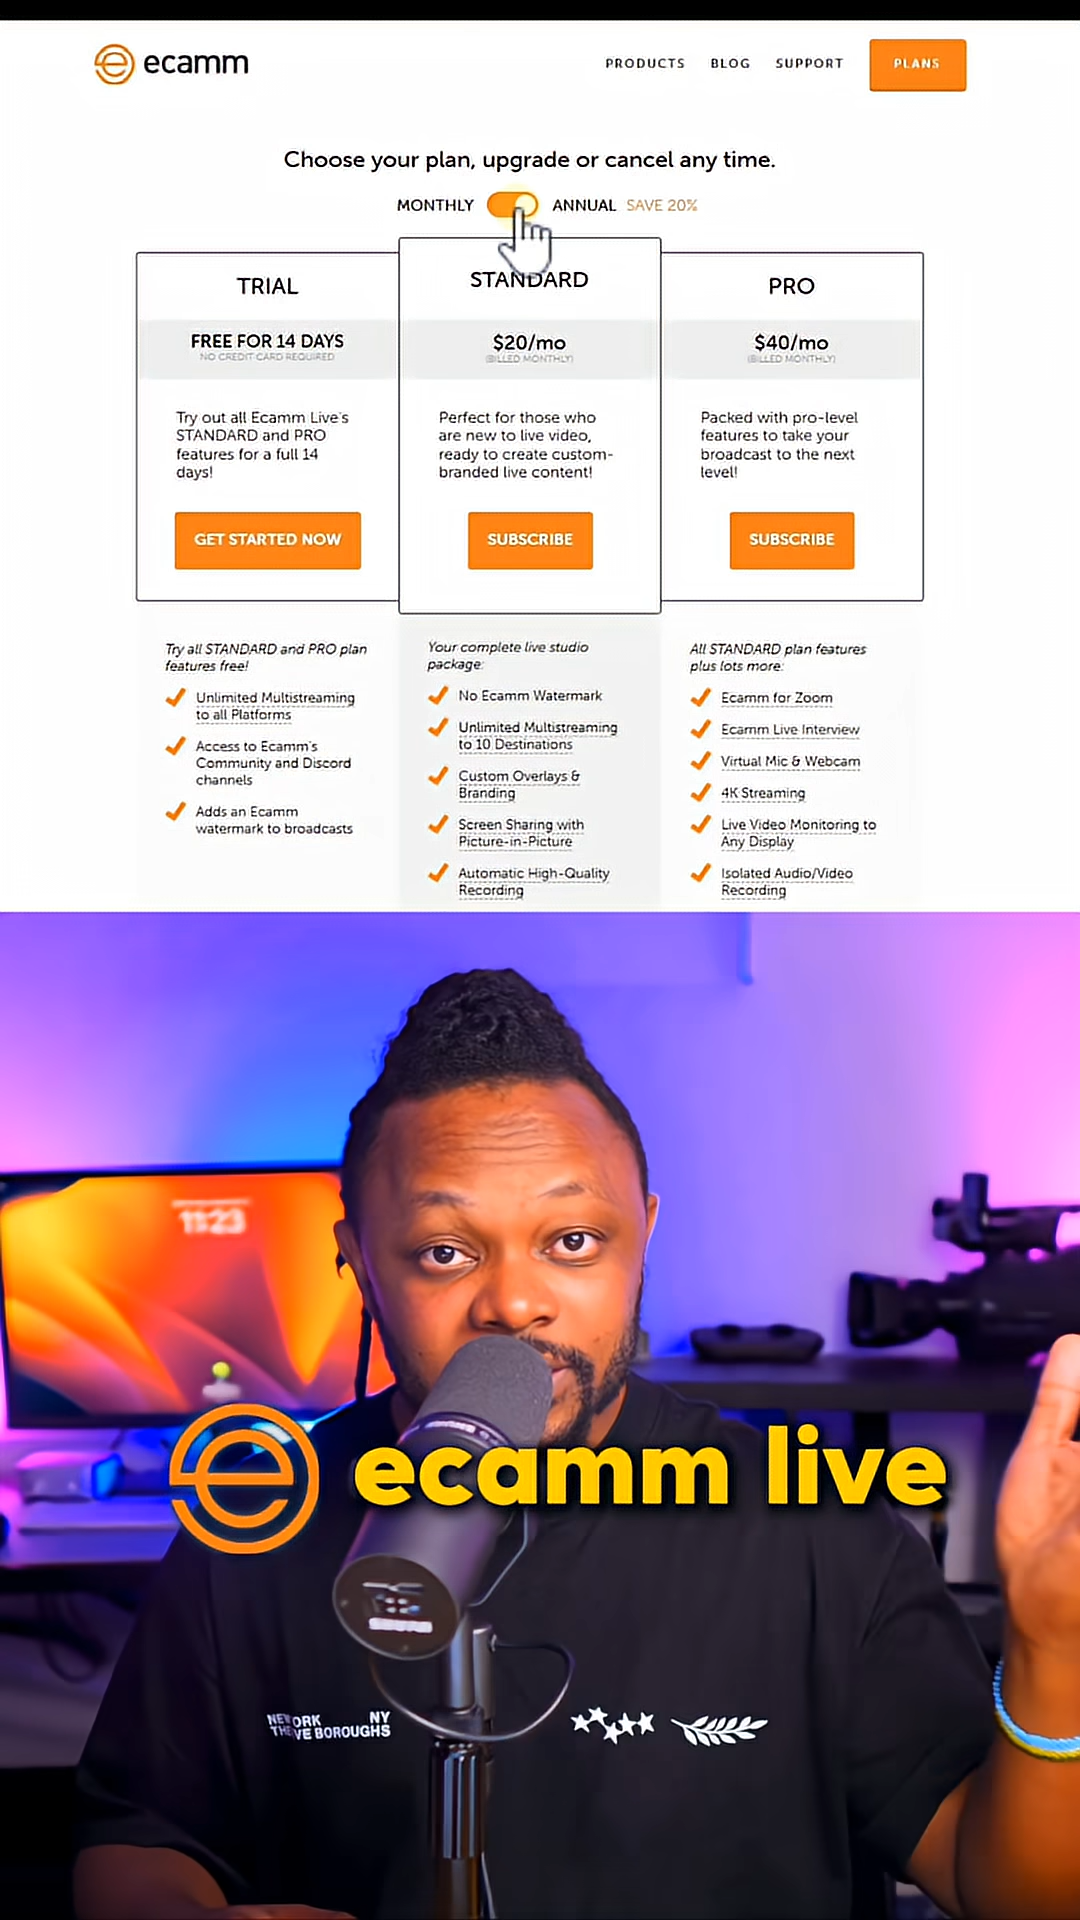 ecamm
PRODUCTS BLOG SUPPORT PLANS
Choose your plan, upgrade or cancel any time.
MONTHLY ANNUAL SAVE 20%
TRIAL
FREE FOR 14 DAYS
NO CREDIT CARD REQUIRED
Try out all Ecamm Live's
STANDARD and PRO
features for a full 14
days!
GET STARTED NOW
Try all STANDARD and PRO plan
features free!
Unlimited Multistreaming
to all Platforms
Access to Ecamm's
Community and Discord
channels
Adds an Ecamm
watermark to broadcasts
STANDARD
$20/mo
(BILLED MONTHLY)
Perfect for those who
are new to live video,
ready to create custom-
branded live content!
SUBSCRIBE
Your complete live studio
package:
No Ecamm Watermark
Unlimited Multistreaming
to 10 Destinations
Custom Overlays &
Branding
Screen Sharing with
Picture-in-Picture
Automatic High-Quality
Recording
PRO
$40/mo
(BILLED MONTHLY)
Packed with pro-level
features to take your
broadcast to the next
level!
SUBSCRIBE
All STANDARD plan features
plus lots more:
Ecamm for Zoom
Ecamm Live Interview
Virtual Mic & Webcam
4K Streaming
Live Video Monitoring to
Any Display
Isolated Audio/Video
Recording
11:23
ecamm live
NEW YORK NY
THE BOROUGHS